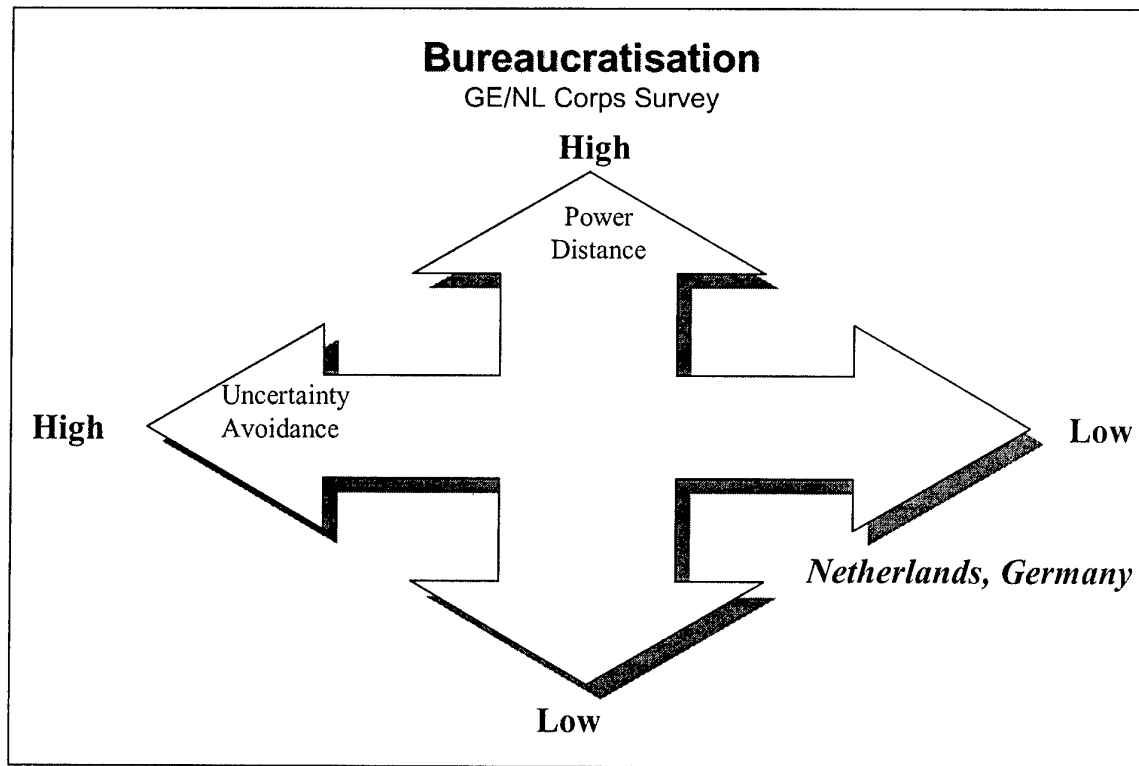 Bureaucratisation
GE/NL Corps Survey
High
Power
Distance
Uncertainty
Avoidance
High
Low
Netherlands, Germany
Low